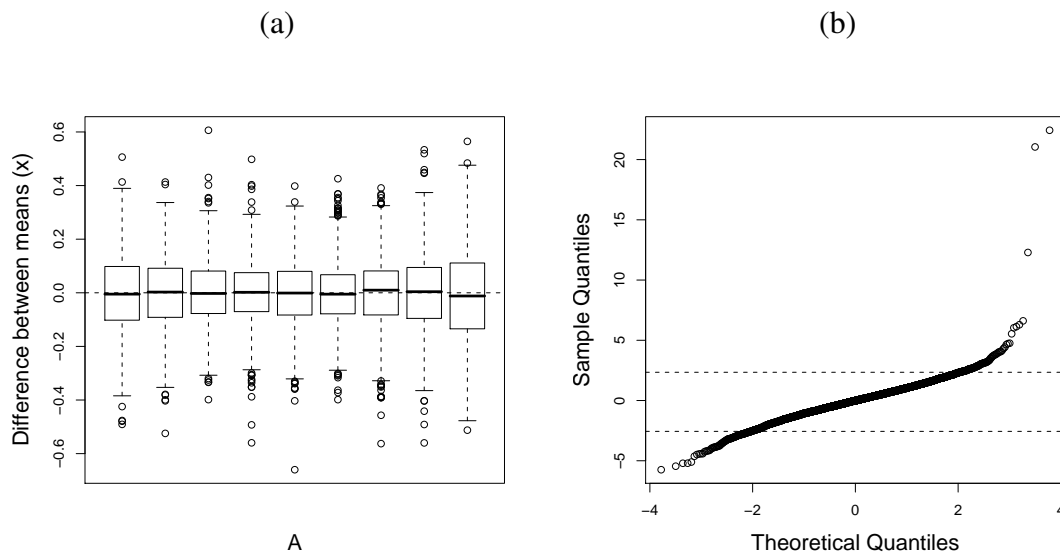 (a)
(b)
Difference between means (x)
0.6
0.4
0.2
0.0
−0.2
−0.4
−0.6
A
Sample Quantiles
20
15
10
5
0
−5
−4 −2 0 2 4
Theoretical Quantiles